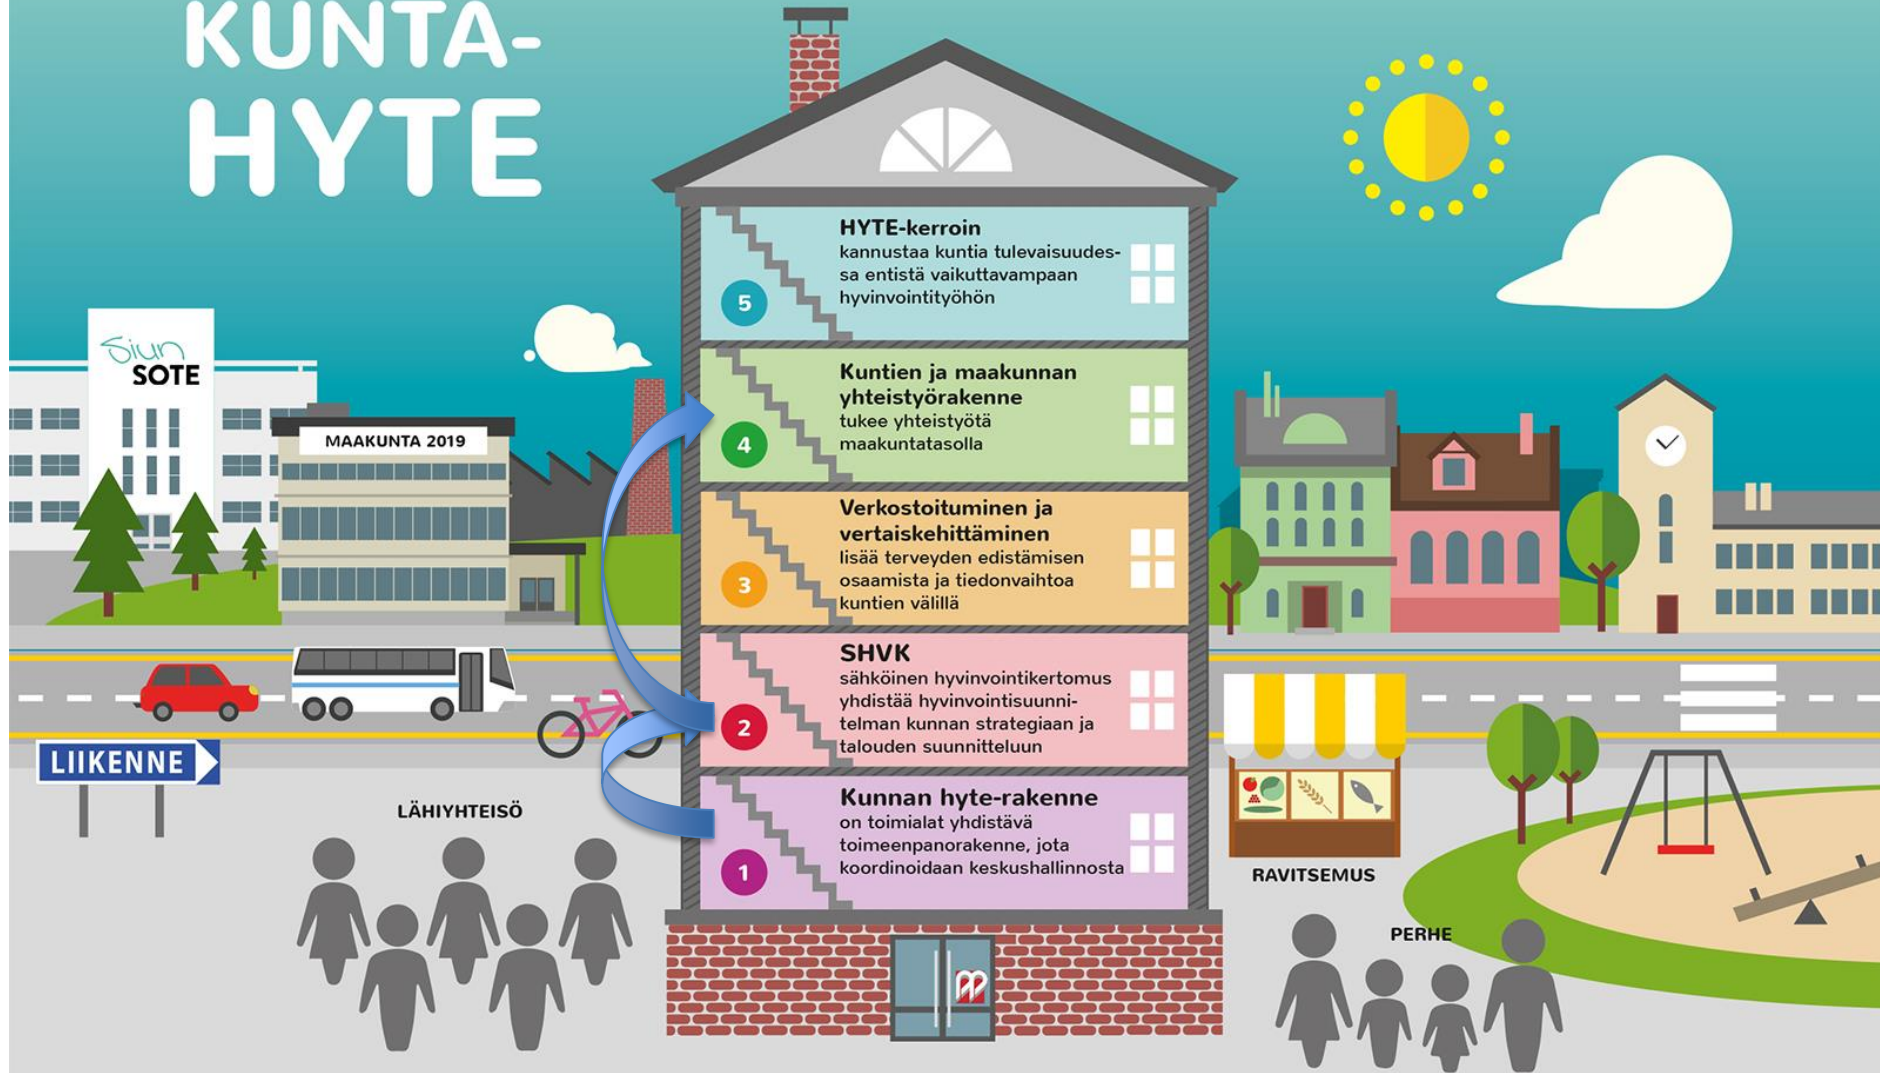 KUNTA-
HYTE
HYTE-kerroin
kannustaa kuntia tulevaisuudes-
sa entistä vaikuttavampaan
hyvinvointityöhön
5
Siun
SOTE
MAAKUNTA 2019
Kuntien ja maakunnan
yhteistyörakenne
tukee yhteistyötä
maakuntatasolla
4
Verkostoituminen ja
vertaiskehittäminen
lisää terveyden edistämisen
osaamista ja tiedonvaihtoa
kuntien välillä
3
SHVK
sähköinen hyvinvointikertomus
yhdistää hyvinvointisuunni-
telman kunnan strategiaan ja
talouden suunnitteluun
2
Kunnan hyte-rakenne
on toimialat yhdistävä
toimeenpanorakenne, jota
koordinoidaan keskushallinnosta
1
LIIKENNE
LÄHIYHTEISÖ
RAVITSEMUS
PERHE